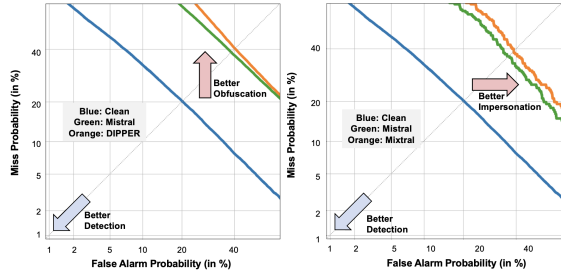 Miss Probability (in %)
40
20
10
5
2
1
Better
Obfuscation
Blue: Clean
Green: Mistral
Orange: DIPPER
Better
Detection
1 2 5 10 20 40
False Alarm Probability (in %)
Miss Probability (in %)
40
20
10
5
2
1
Better
Impersonation
Blue: Clean
Green: Mistral
Orange: Mixtral
Better
Detection
1 2 5 10 20 40
False Alarm Probability (in %)